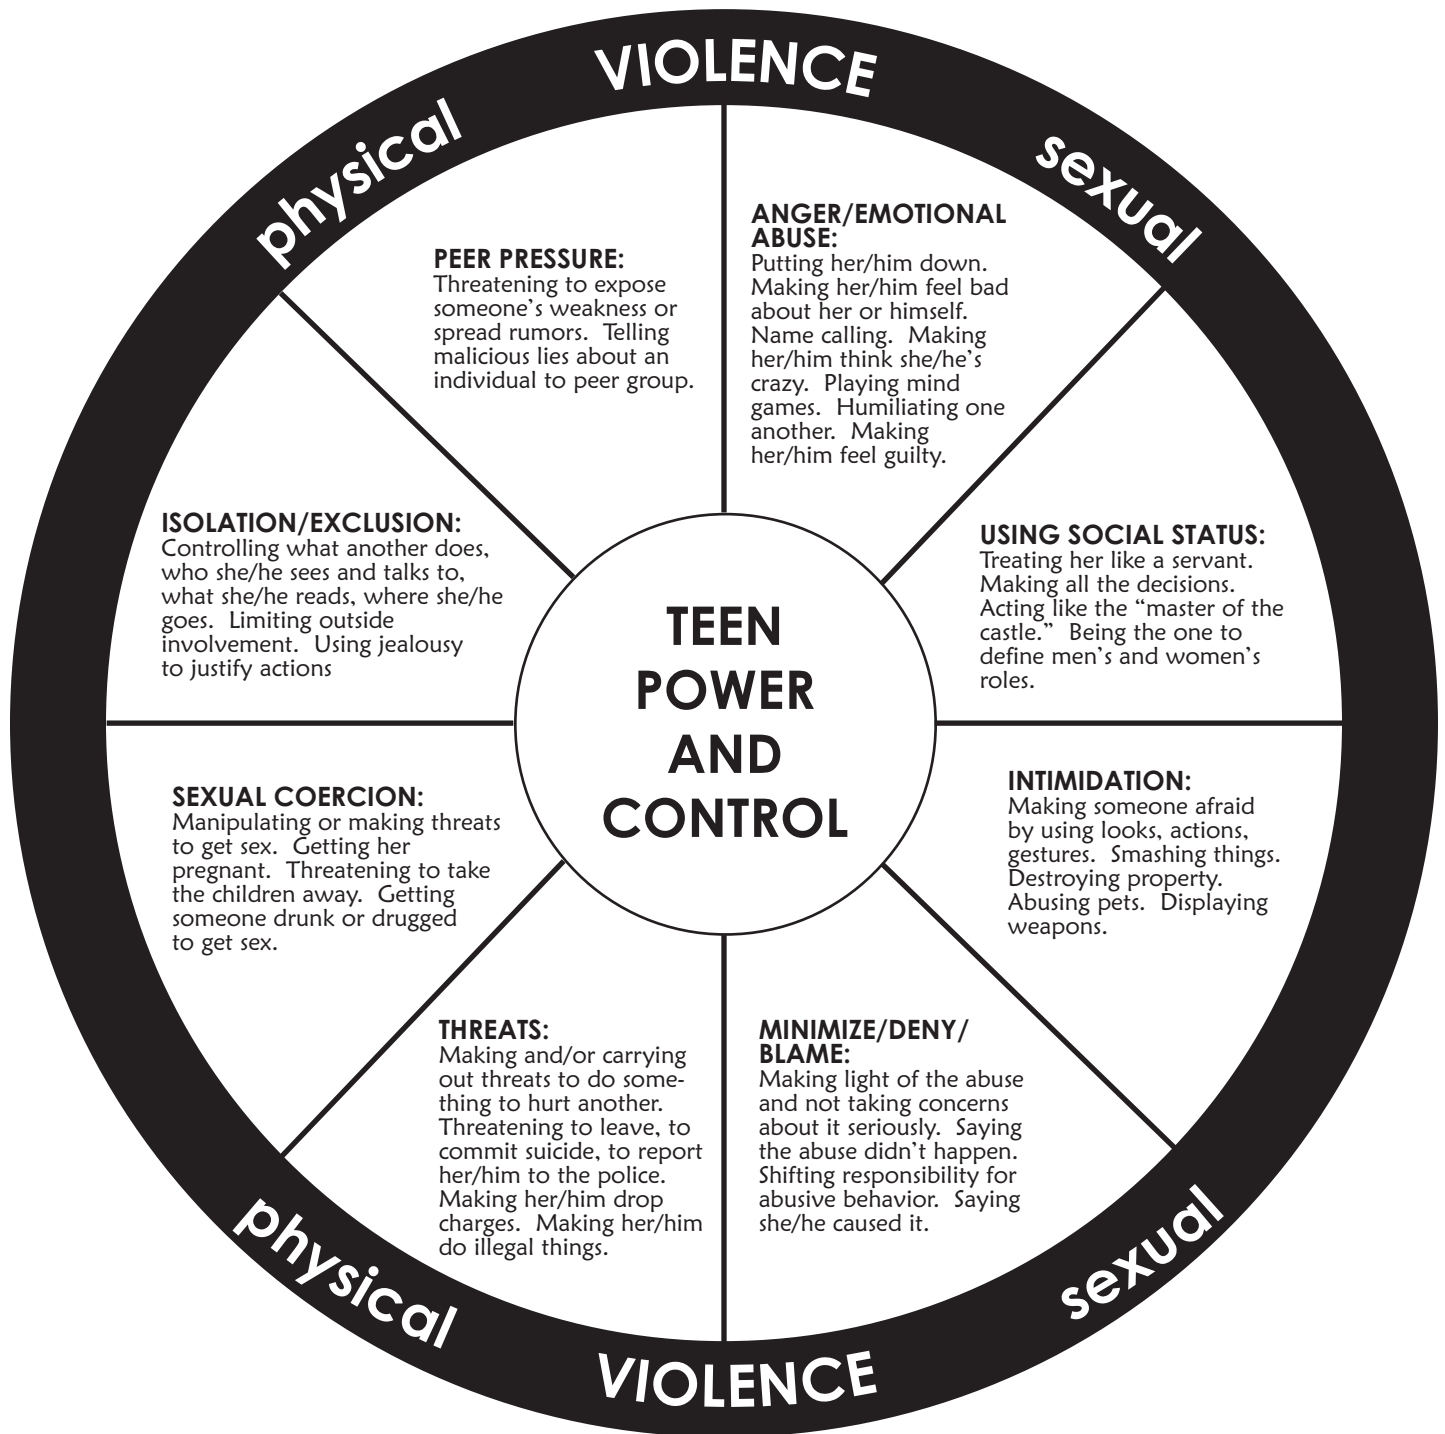 VIOLENCE
physical
sexual
PEER PRESSURE:
Threatening to expose
someone's weakness or
spread rumors.  Telling
malicious lies about an
individual to peer group.
ANGER/EMOTIONAL
ABUSE:
Putting her/him down.
Making her/him feel bad
about her or himself.
Name calling.  Making
her/him think she/he's
crazy.  Playing mind
games.  Humiliating one
another.  Making
her/him feel guilty.
ISOLATION/EXCLUSION:
Controlling what another does,
who she/he sees and talks to,
what she/he reads, where she/he
goes.  Limiting outside
involvement.  Using jealousy
to justify actions
USING SOCIAL STATUS:
Treating her like a servant.
Making all the decisions.
Acting like the “master of the
castle.”  Being the one to
define men's and women's
roles.
TEEN
POWER
AND
CONTROL
SEXUAL COERCION:
Manipulating or making threats
to get sex.  Getting her
pregnant.  Threatening to take
the children away.  Getting
someone drunk or drugged
to get sex.
INTIMIDATION:
Making someone afraid
by using looks, actions,
gestures.  Smashing things.
Destroying property.
Abusing pets.  Displaying
weapons.
THREATS:
Making and/or carrying
out threats to do some-
thing to hurt another.
Threatening to leave, to
commit suicide, to report
her/him to the police.
Making her/him drop
charges.  Making her/him
do illegal things.
MINIMIZE/DENY/
BLAME:
Making light of the abuse
and not taking concerns
about it seriously.  Saying
the abuse didn't happen.
Shifting responsibility for
abusive behavior.  Saying
she/he caused it.
physical
sexual
VIOLENCE